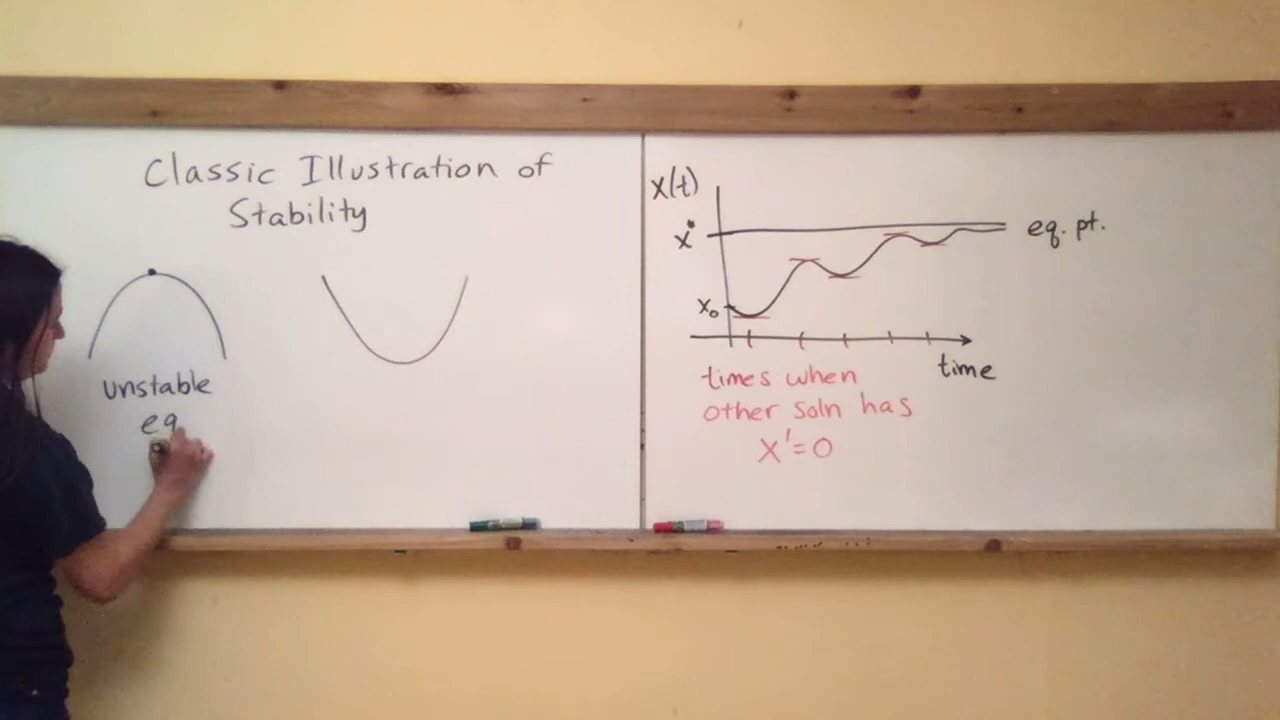 Classic Illustration of
Stability
unstable
eq
x(t)
x*
x₀
eq. pt.
time
times when
other soln has
x'=0